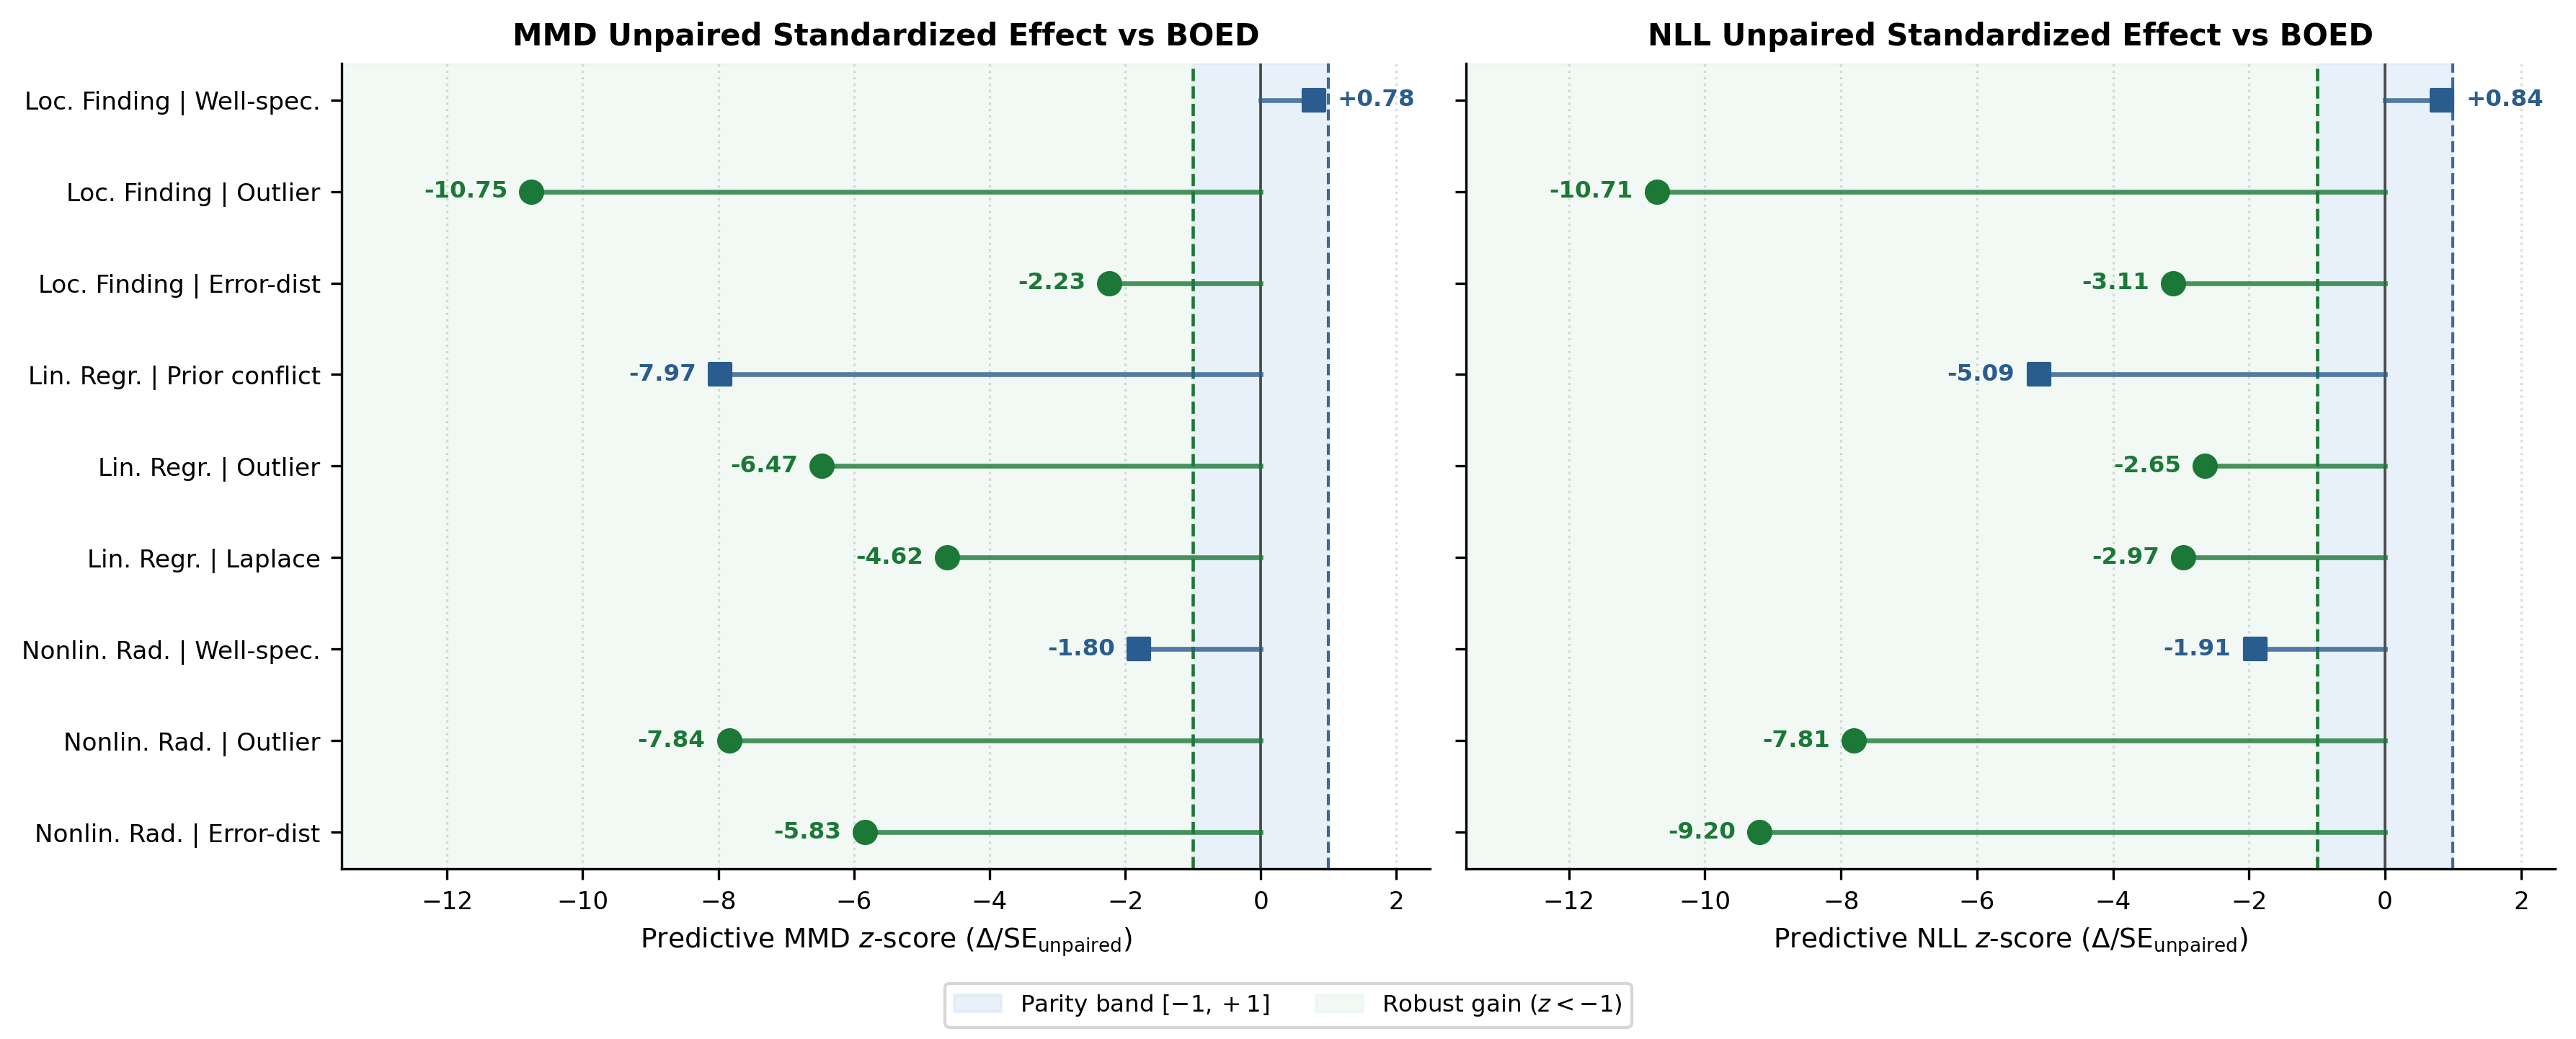 MMD Unpaired Standardized Effect vs BOED
Loc. Finding | Well-spec.
+0.78
Loc. Finding | Outlier
-10.75
Loc. Finding | Error-dist
-2.23
Lin. Regr. | Prior conflict
-7.97
Lin. Regr. | Outlier
-6.47
Lin. Regr. | Laplace
-4.62
Nonlin. Rad. | Well-spec.
-1.80
Nonlin. Rad. | Outlier
-7.84
Nonlin. Rad. | Error-dist
-5.83
−12 −10 −8 −6 −4 −2 0 2
Predictive MMD z-score (Δ/SE_unpaired)
NLL Unpaired Standardized Effect vs BOED
+0.84
-10.71
-3.11
-5.09
-2.65
-2.97
-1.91
-7.81
-9.20
−12 −10 −8 −6 −4 −2 0 2
Predictive NLL z-score (Δ/SE_unpaired)
Parity band [−1, +1]
Robust gain (z < −1)